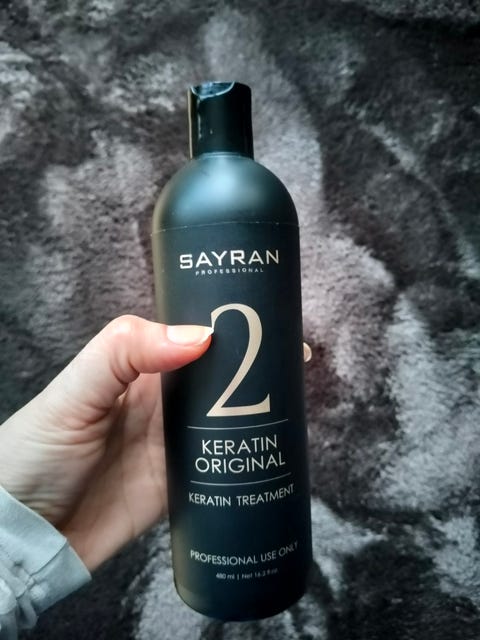 SAYRAN
PROFESSIONAL
2
KERATIN
ORIGINAL
KERATIN TREATMENT
PROFESSIONAL USE ONLY
480 ml | Net 16.2 fl oz